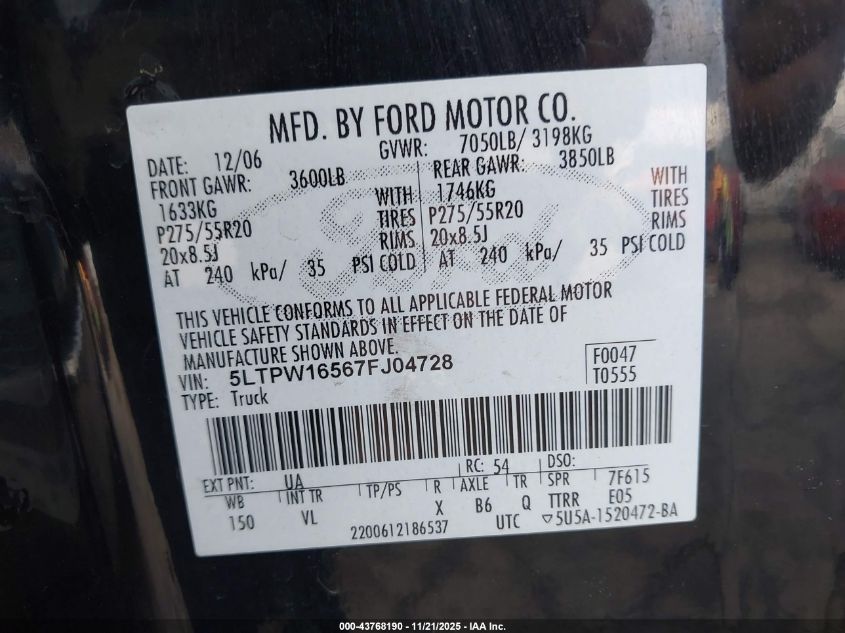 MFD. BY FORD MOTOR CO.
DATE: 12/06 GVWR: 7050LB/ 3198KG
FRONT GAWR: 3600LB REAR GAWR: 3850LB
1633KG WITH 1746KG WITH
P275/55R20 TIRES P275/55R20 TIRES
20x8.5J RIMS 20x8.5J RIMS
AT 240 kPa/ 35 PSI COLD AT 240 kPa/ 35 PSI COLD
Ford
THIS VEHICLE CONFORMS TO ALL APPLICABLE FEDERAL MOTOR
VEHICLE SAFETY STANDARDS IN EFFECT ON THE DATE OF
MANUFACTURE SHOWN ABOVE.
VIN: 5LTPW16567FJ04728 F0047
TYPE: Truck T0555
EXT PNT: UA RC: 54 DSO:
WB INT TR TP/PS R AXLE TR SPR 7F615
150 VL X B6 Q TTRR E05
2200612186537 UTC ▽5U5A-1520472-BA
000-43768190 - 11/21/2025 - IAA Inc.